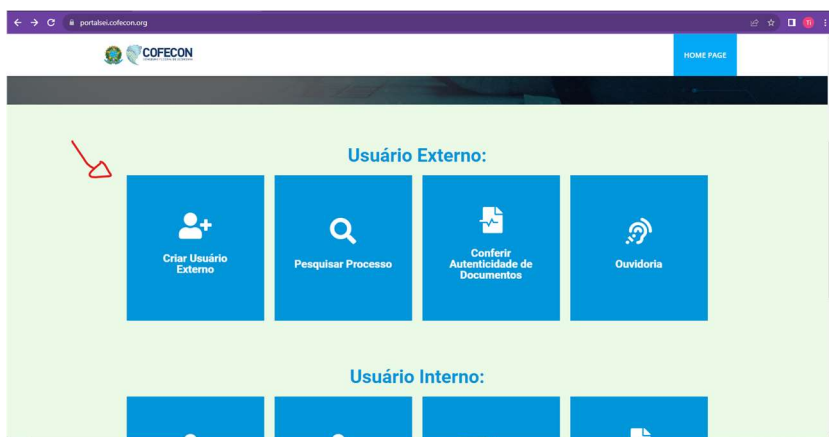 portalsei.cofecon.org
COFECON
HOME PAGE
Usuário Externo:
Criar Usuário
Externo
Pesquisar Processo
Conferir
Autenticidade de
Documentos
Ouvidoria
Usuário Interno: